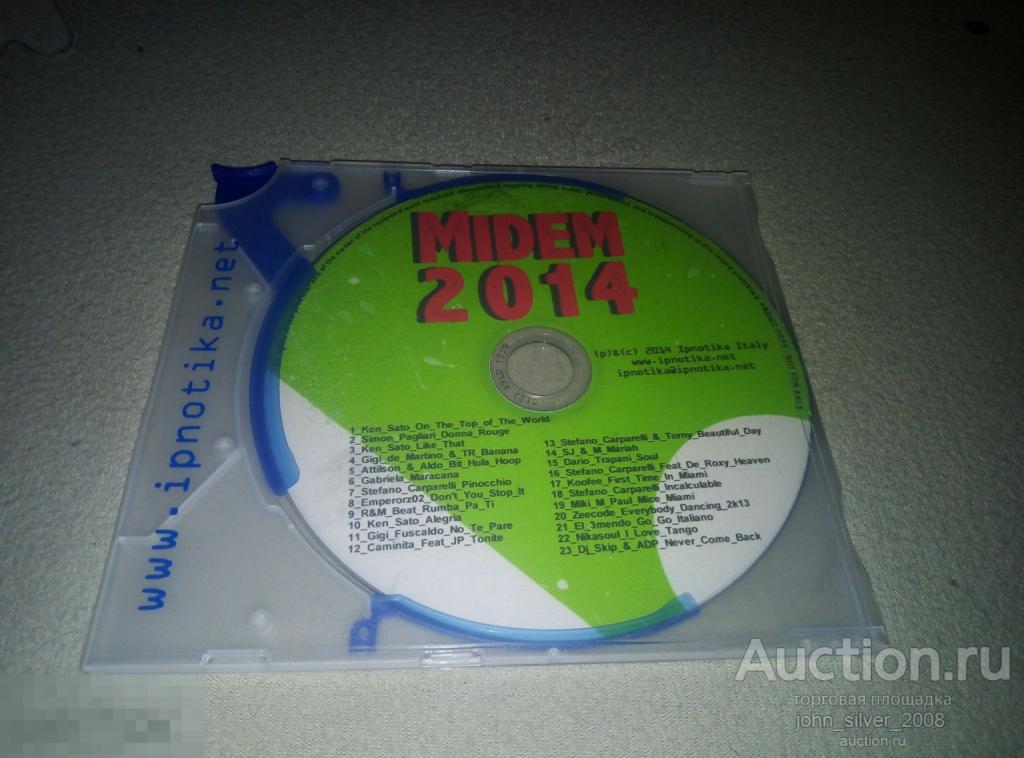 www.ipnotika.net
MIDEM
2014
(p)&(c) 2014 Ipnotika Italy
www.ipnotika.net
ipnotika@ipnotika.net
1_Ken_Sato_On_The_Top_of_The_World
2_Simon_Pagliari_Donna_Rouge
3_Ken_Sato_Like_That
4_Gigi_de_Martino_&_TR_Banana
5_Attilson_&_Aldo_Bit_Hula_Hoop
6_Gabriela_Maracana
7_Stefano_Carparelli_Pinocchio
8_Emperorz02_Don't_You_Stop_It
9_R&M_Beat_Rumba_Pa_Ti
10_Ken_Sato_Alegria
11_Gigi_Fuscaldo_No_Te_Pare
12_Caminita_Feat_JP_Tonite
13_Stefano_Carparelli_&_Torny_Beautiful_Day
14_SJ_&_M_Mariah
15_Dario_Trapani_Soul
16_Stefano_Carparelli_Feat_De_Roxy_Heaven
17_Koofee_First_Time_In_Miami
18_Stefano_Carparelli_Incalculable
19_Miki_M_Paul_Mice_Miami
20_Zeecode_Everybody_Dancing_2k13
21_El_3mendo_Go_Go_Italiano
22_Nikasoul_I_Love_Tango
23_Dj_Skip_&_ADP_Never_Come_Back
Auction.ru
торговая площадка
john_silver_2008
auction.ru